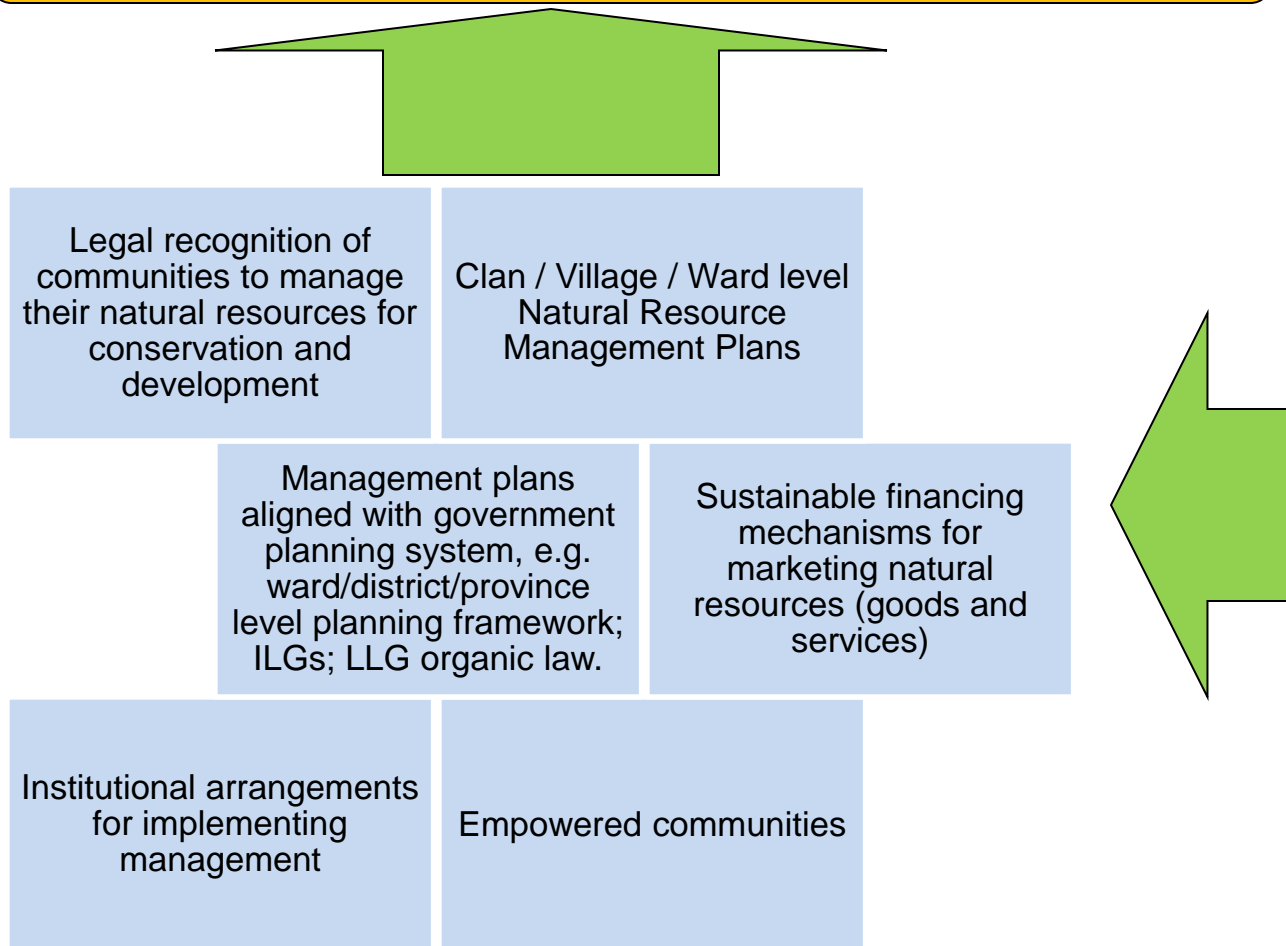 Legal recognition of
communities to manage
their natural resources for
conservation and
development
Clan / Village / Ward level
Natural Resource
Management Plans
Management plans
aligned with government
planning system, e.g.
ward/district/province
level planning framework;
ILGs; LLG organic law.
Sustainable financing
mechanisms for
marketing natural
resources (goods and
services)
Institutional arrangements
for implementing
management
Empowered communities